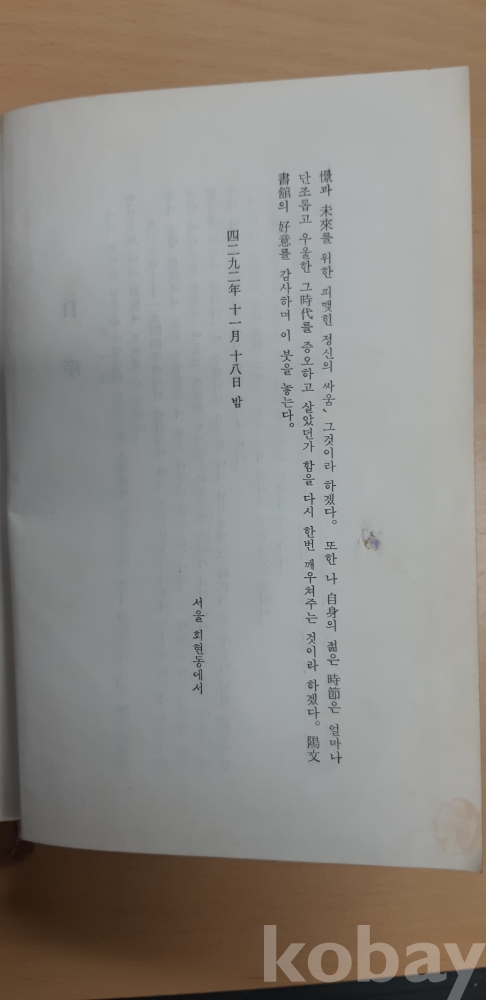 憬과 未來를 위한 피맺힌 정신의 싸움、그것이라 하겠다。 또한 나 自身의 젊은 時節은 얼마나
단조롭고 우울한 그 時代를 증오하고 살았던가 함을 다시 한번 깨우쳐주는 것이라 하겠다。 陽文
書舘의 好意를 감사하며 이 붓을 놓는다。
四二九二年 十一月 十八日 밤
서울 회현동에서
kobay